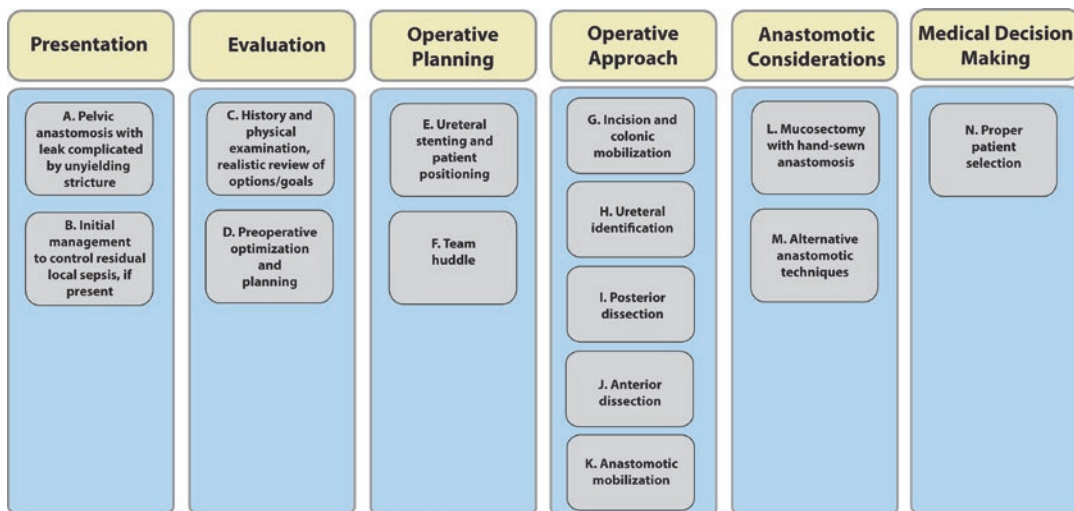 Presentation
A. Pelvic
anastomosis with
leak complicated
by unyielding
stricture
B. Initial
management
to control residual
local sepsis, if
present
Evaluation
C. History and
physical
examination,
realistic review of
options/goals
D. Preoperative
optimization
and
planning
Operative
Planning
E. Ureteral
stenting and
patient
positioning
F. Team
huddle
Operative
Approach
G. Incision and
colonic
mobilization
H. Ureteral
identification
I. Posterior
dissection
J. Anterior
dissection
K. Anastomotic
mobilization
Anastomotic
Considerations
L. Mucosectomy
with hand-sewn
anastomosis
M. Alternative
anastomotic
techniques
Medical Decision
Making
N. Proper
patient
selection